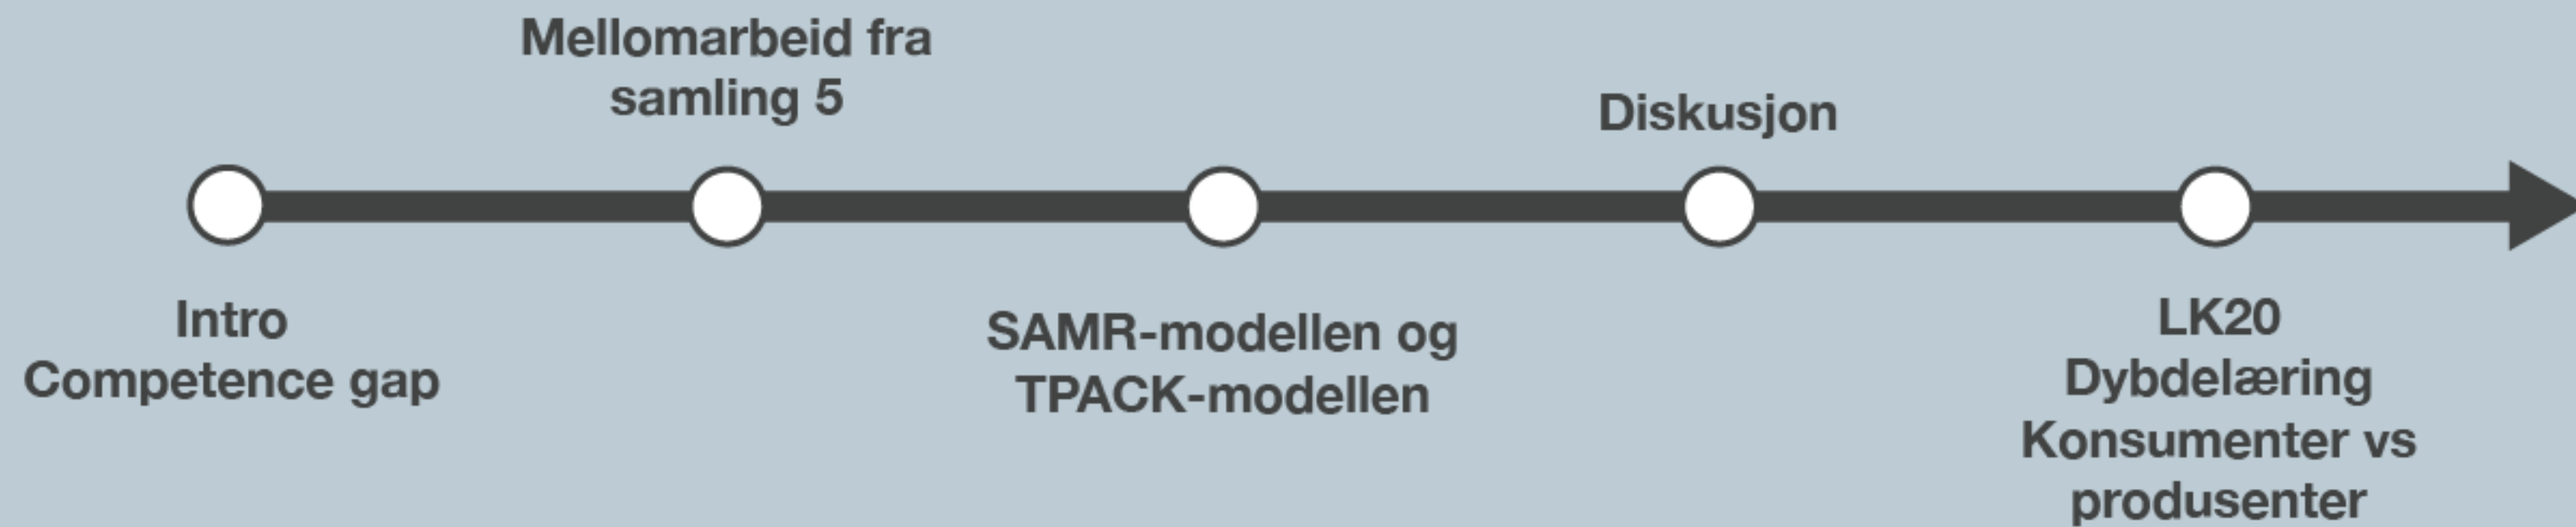 Intro
Competence gap
Mellomarbeid fra
samling 5
SAMR-modellen og
TPACK-modellen
Diskusjon
LK20
Dybdelæring
Konsumenter vs
produsenter